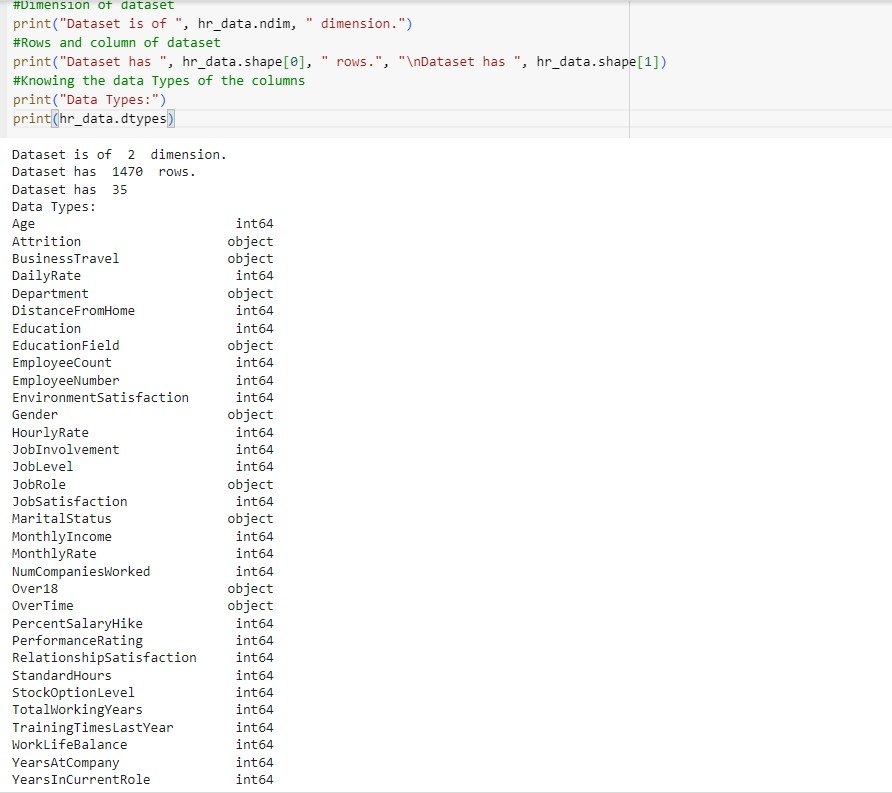 #Dimension of dataset
print("Dataset is of ", hr_data.ndim, " dimension.")
#Rows and column of dataset
print("Dataset has ", hr_data.shape[0], " rows.", "\nDataset has ", hr_data.shape[1])
#Knowing the data Types of the columns
print("Data Types:")
print(hr_data.dtypes)
Dataset is of  2  dimension.
Dataset has  1470  rows.
Dataset has  35
Data Types:
Age                          int64
Attrition                   object
BusinessTravel              object
DailyRate                    int64
Department                  object
DistanceFromHome             int64
Education                    int64
EducationField              object
EmployeeCount                int64
EmployeeNumber               int64
EnvironmentSatisfaction      int64
Gender                      object
HourlyRate                   int64
JobInvolvement               int64
JobLevel                     int64
JobRole                     object
JobSatisfaction              int64
MaritalStatus               object
MonthlyIncome                int64
MonthlyRate                  int64
NumCompaniesWorked           int64
Over18                      object
OverTime                    object
PercentSalaryHike            int64
PerformanceRating            int64
RelationshipSatisfaction     int64
StandardHours                int64
StockOptionLevel             int64
TotalWorkingYears            int64
TrainingTimesLastYear        int64
WorkLifeBalance              int64
YearsAtCompany               int64
YearsInCurrentRole           int64